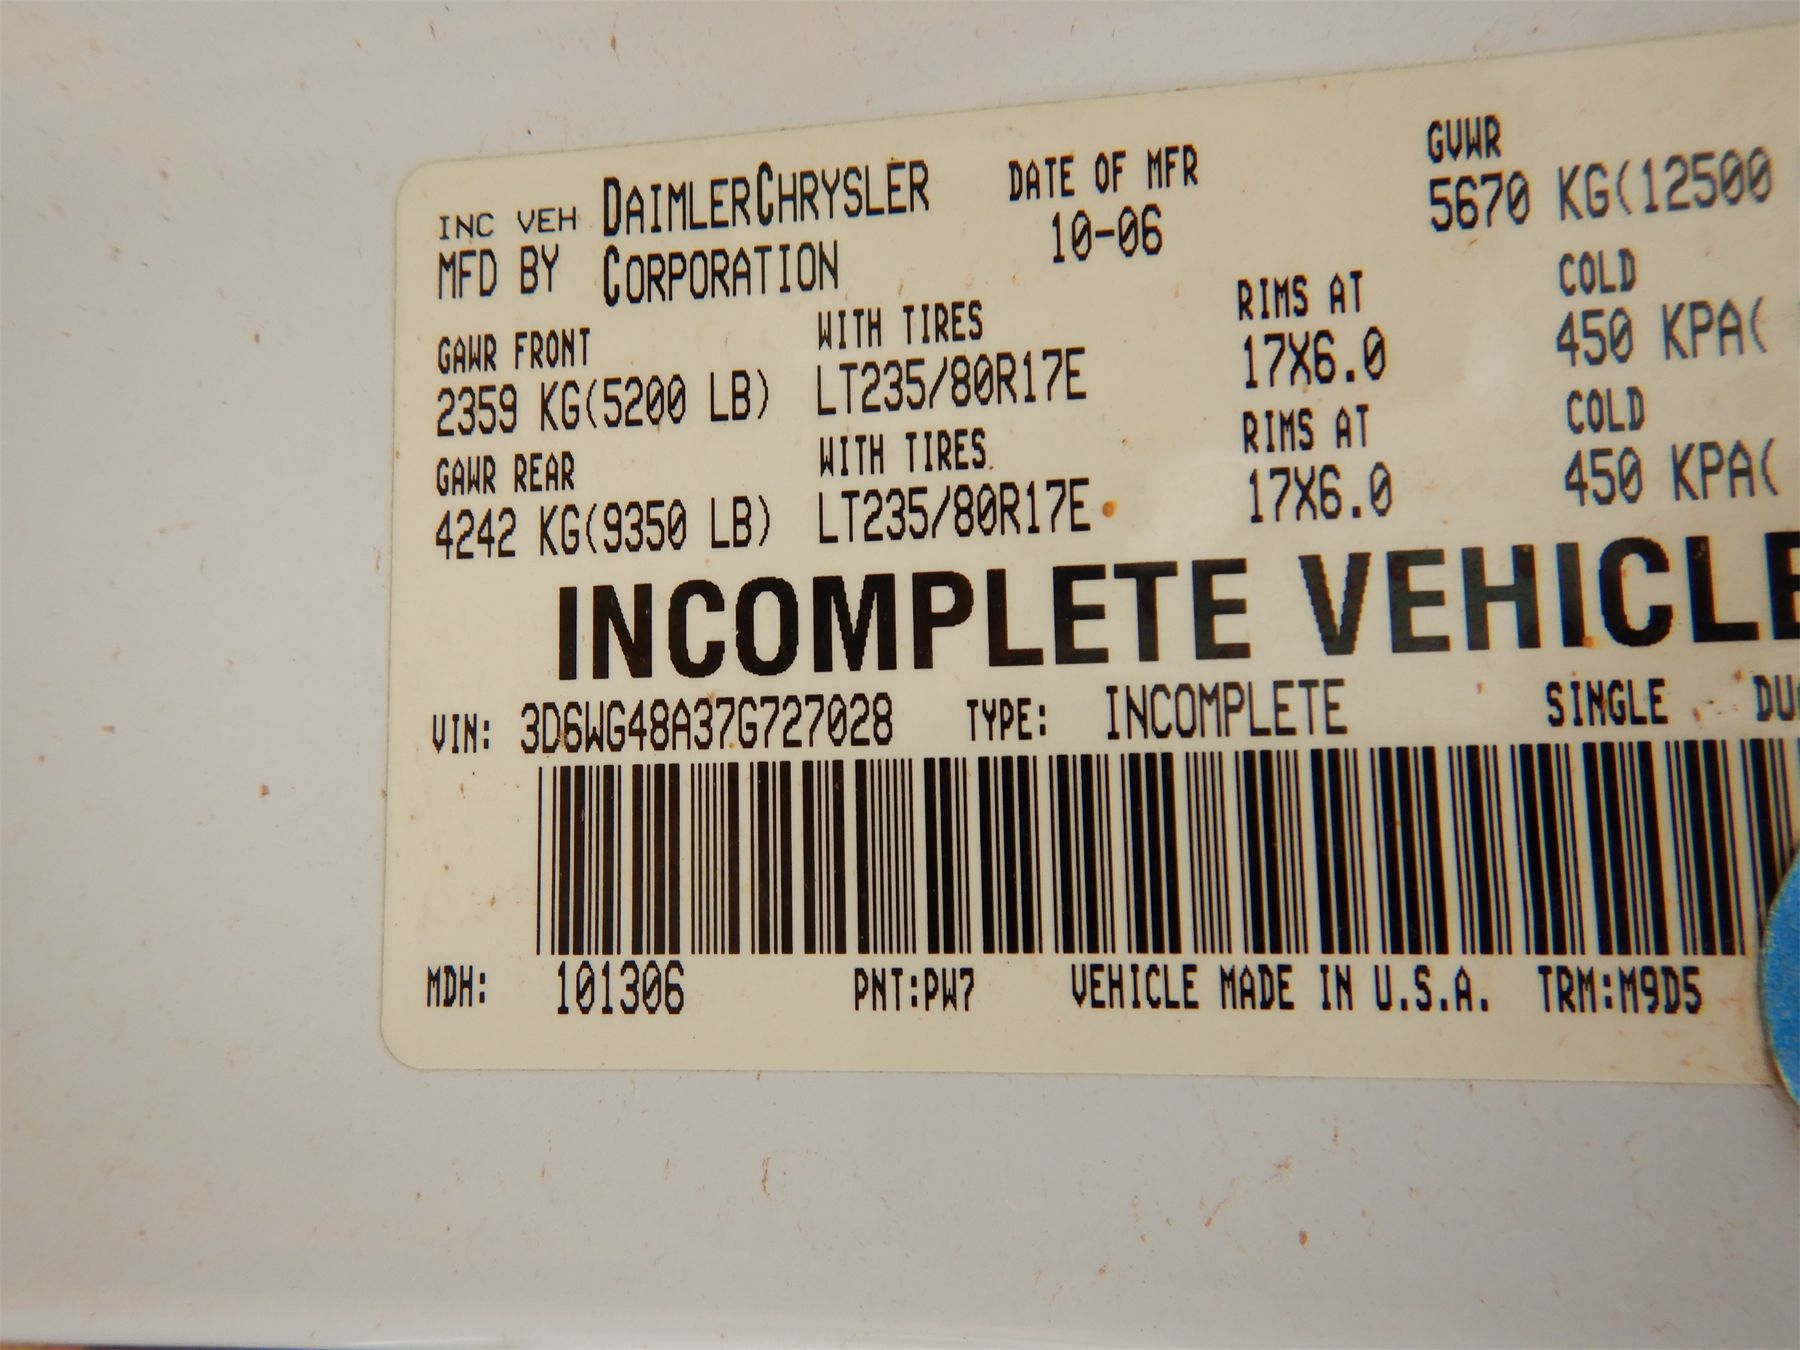 INC VEH DAIMLERCHRYSLER DATE OF MFR GVWR
MFD BY CORPORATION 10-06 5670 KG(12500
GAWR FRONT WITH TIRES RIMS AT COLD
2359 KG(5200 LB) LT235/80R17E 17X6.0 450 KPA(
GAWR REAR WITH TIRES RIMS AT COLD
4242 KG(9350 LB) LT235/80R17E 17X6.0 450 KPA(
INCOMPLETE VEHICLE
VIN: 3D6WG48A37G727028 TYPE: INCOMPLETE SINGLE
MDH: 101306 PNT:PW7 VEHICLE MADE IN U.S.A. TRM:M9D5